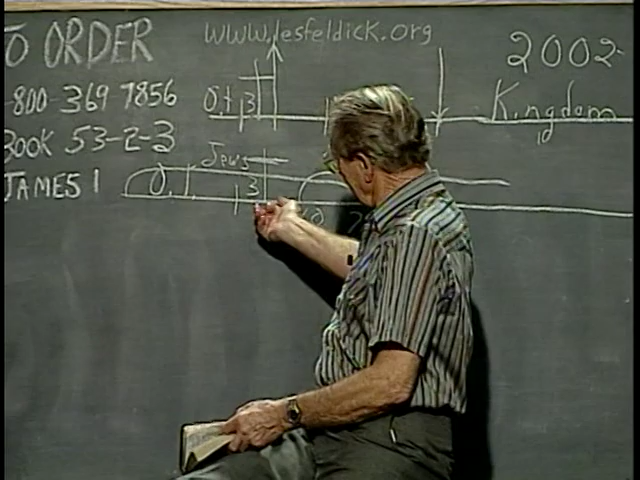 TO ORDER
-800-369 7856
BOOK 53-2-3
JAMES 1
www.lesfeldick.org
2002
O.t 3
Kingdom
Jews
O.T. 3